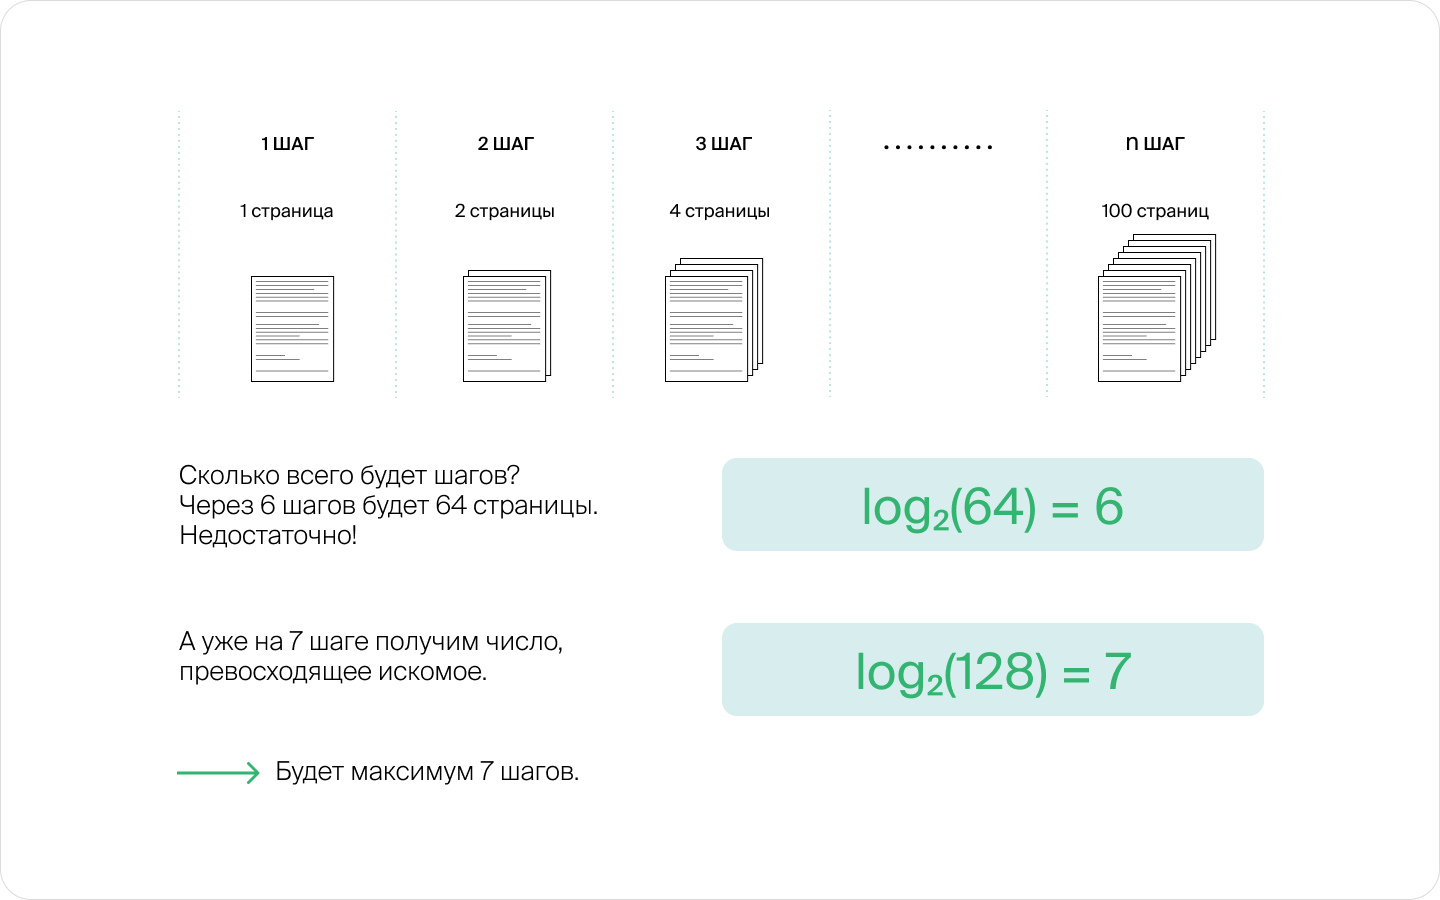 1 ШАГ
2 ШАГ
3 ШАГ
..........
n ШАГ
1 страница
2 страницы
4 страницы
100 страниц
Сколько всего будет шагов?
Через 6 шагов будет 64 страницы.
Недостаточно!
log₂(64) = 6
А уже на 7 шаге получим число,
превосходящее искомое.
log₂(128) = 7
Будет максимум 7 шагов.